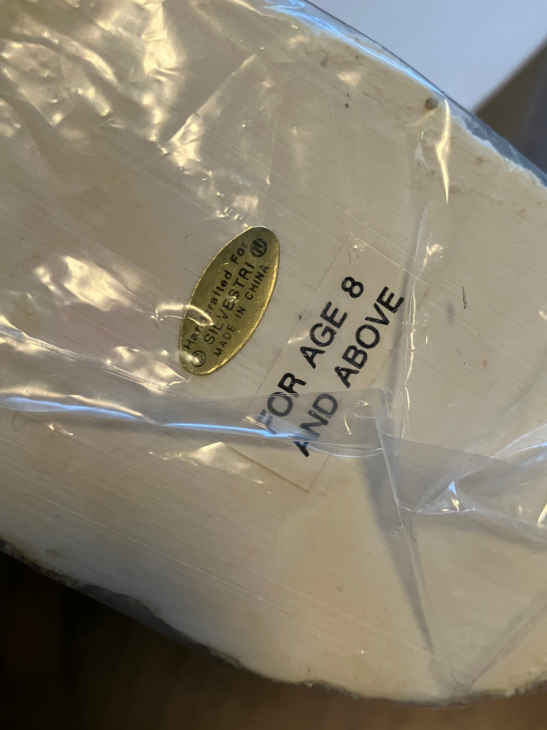 Handcrafted For
SILVESTRI
MADE IN CHINA
FOR AGE 8
AND ABOVE